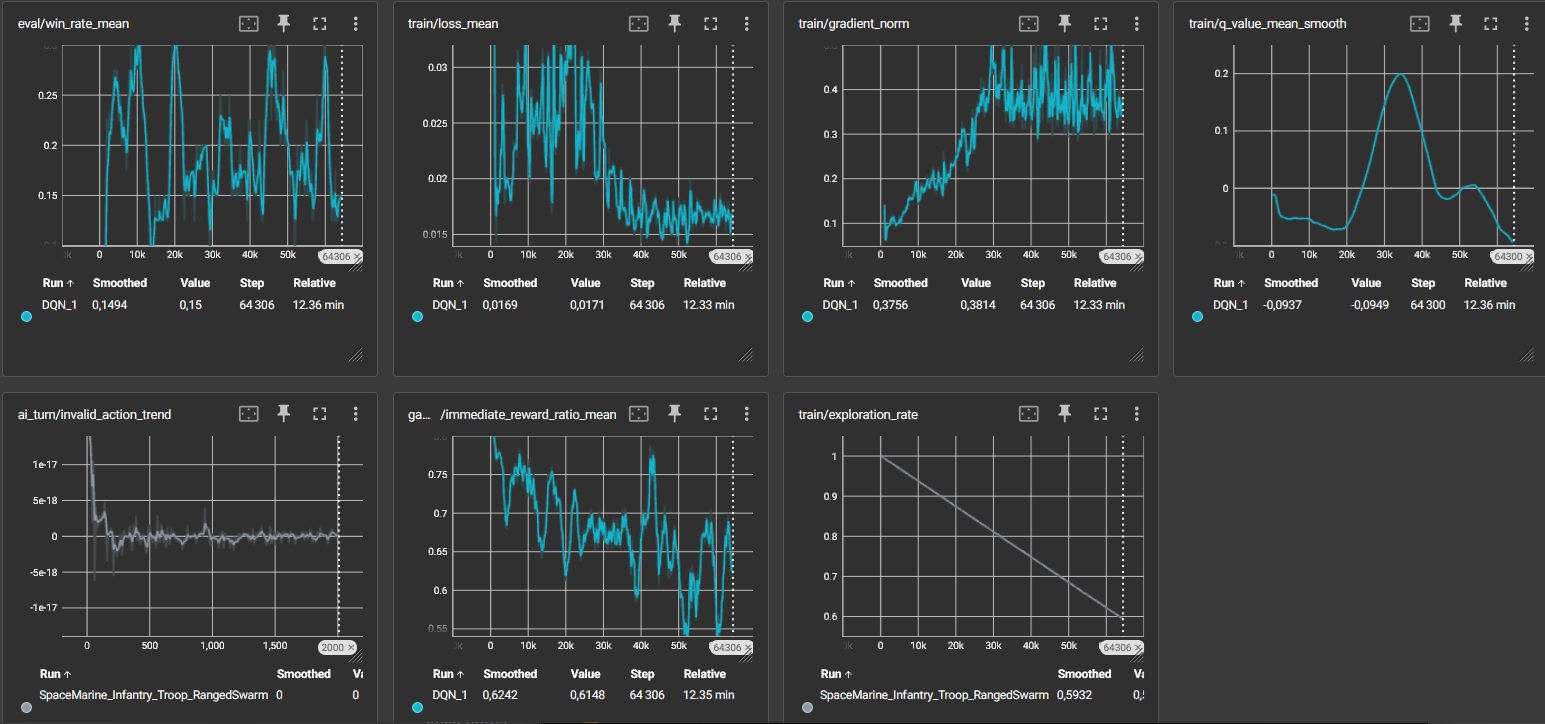 eval/win_rate_mean
0.25
0.2
0.15
0 10k 20k 30k 40k 50k
64306 ×
Run ↑ Smoothed Value Step Relative
DQN_1 0,1494 0,15 64 306 12.36 min
train/loss_mean
0.03
0.025
0.02
0.015
0 10k 20k 30k 40k 50k
64306 ×
Run ↑ Smoothed Value Step Relative
DQN_1 0,0169 0,0171 64 306 12.33 min
train/gradient_norm
0.4
0.3
0.2
0.1
0 10k 20k 30k 40k 50k
64306 ×
Run ↑ Smoothed Value Step Relative
DQN_1 0,3756 0,3814 64 306 12.33 min
train/q_value_mean_smooth
0.2
0.1
0
0 10k 20k 30k 40k 50k
64300 ×
Run ↑ Smoothed Value Step Relative
DQN_1 -0,0937 -0,0949 64 300 12.36 min
ai_turn/invalid_action_trend
1e-17
5e-18
0
-5e-18
-1e-17
0 500 1,000 1,500
2000 ×
Run ↑ Smoothed
SpaceMarine_Infantry_Troop_RangedSwarm 0 0
ga... /immediate_reward_ratio_mean
0.75
0.7
0.65
0.6
0.55
0 10k 20k 30k 40k 50k
64306 ×
Run ↑ Smoothed Value Step Relative
DQN_1 0,6242 0,6148 64 306 12.35 min
train/exploration_rate
1
0.9
0.8
0.7
0.6
0 10k 20k 30k 40k 50k
64306 ×
Run ↑ Smoothed
SpaceMarine_Infantry_Troop_RangedSwarm 0,5932